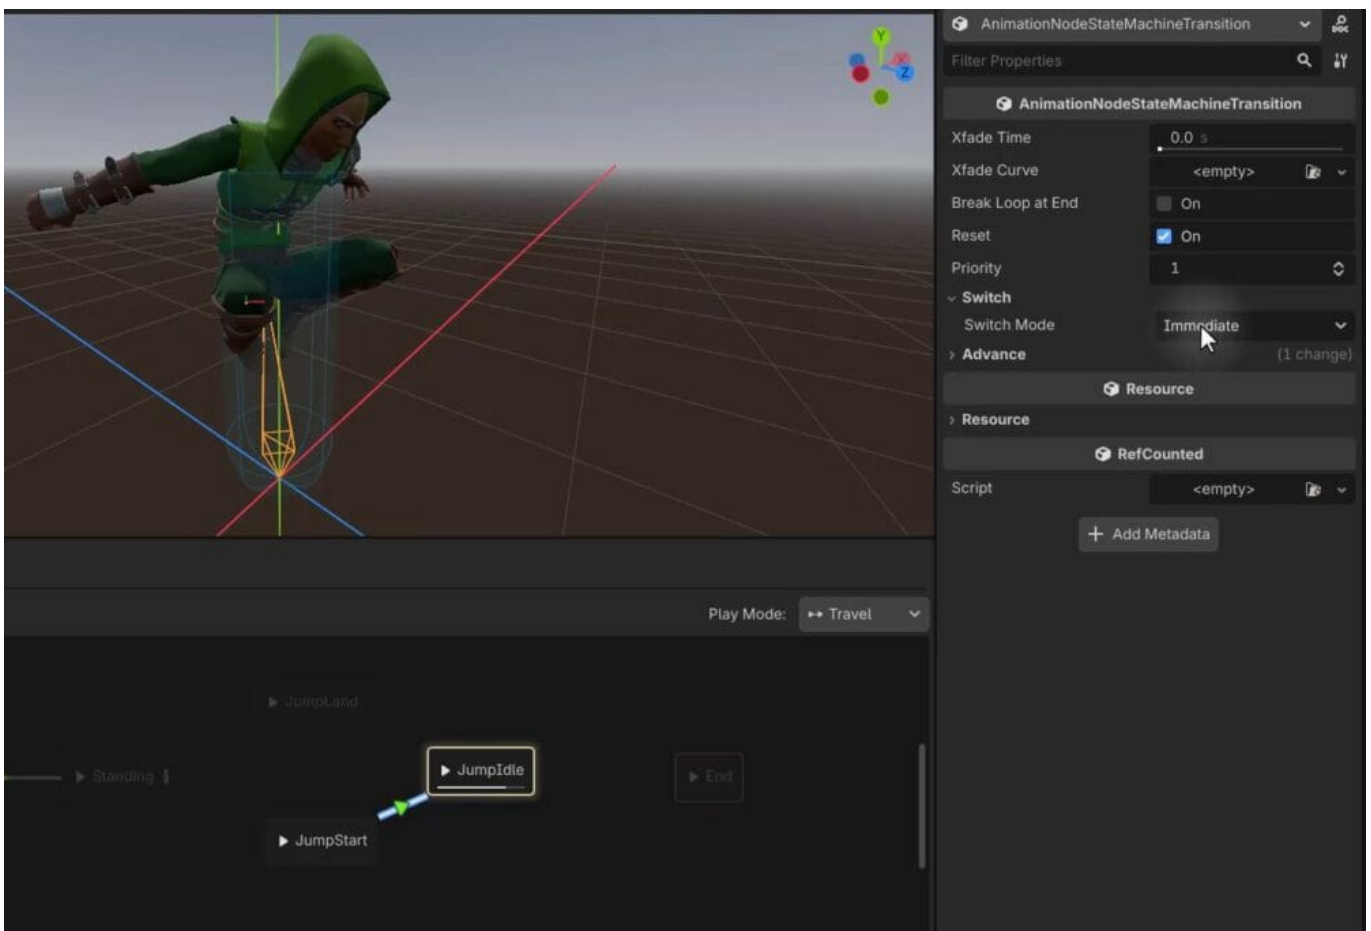 AnimationNodeStateMachineTransition
DOC
Filter Properties
AnimationNodeStateMachineTransition
Xfade Time 0.0 s
Xfade Curve <empty>
Break Loop at End On
Reset On
Priority 1
Switch
Switch Mode Immediate
Advance (1 change)
Resource
Resource
RefCounted
Script <empty>
+ Add Metadata
Y
X
Z
Play Mode: Travel
JumpLand
JumpIdle
Standing
End
JumpStart